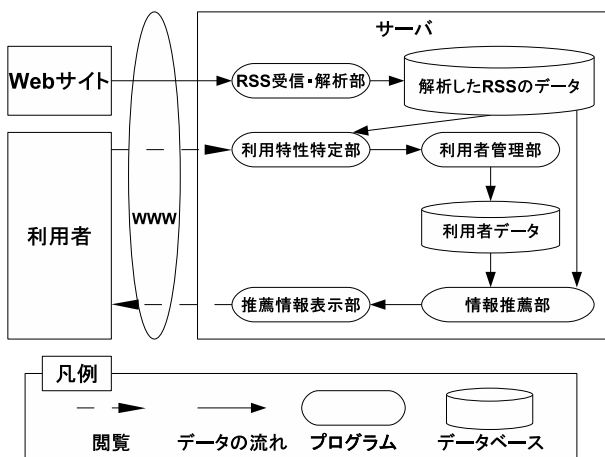 サーバ
Webサイト
RSS受信・解析部
解析したRSSのデータ
利用者
WWW
利用特性特定部
利用者管理部
利用者データ
推薦情報表示部
情報推薦部
凡例
閲覧
データの流れ
プログラム
データベース